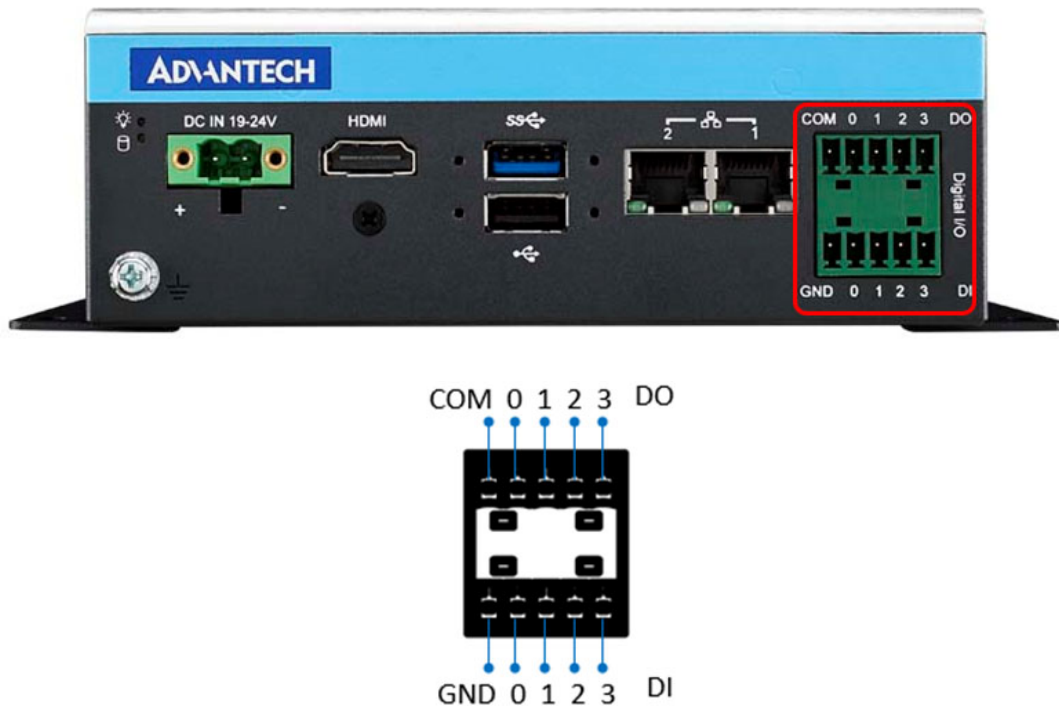 ADVANTECH
DC IN 19-24V
HDMI
SS
2 1
COM 0 1 2 3 DO
Digital I/O
+ -
GND 0 1 2 3 DI
COM 0 1 2 3 DO
GND 0 1 2 3 DI